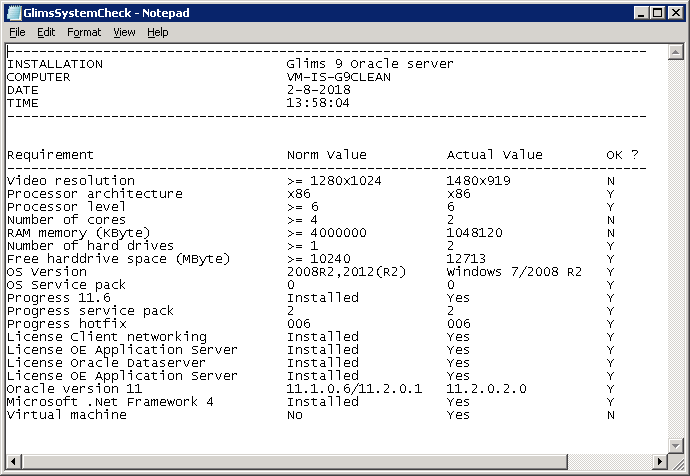 GlimsSystemCheck - Notepad
File Edit Format View Help
--------------------------------------------------------------------------------
INSTALLATION Glims 9 Oracle server
COMPUTER VM-IS-G9CLEAN
DATE 2-8-2018
TIME 13:58:04
--------------------------------------------------------------------------------
Requirement Norm Value Actual Value OK ?
--------------------------------------------------------------------------------
Video resolution >= 1280x1024 1480x919 N
Processor architecture x86 x86 Y
Processor level >= 6 6 Y
Number of cores >= 4 2 N
RAM memory (KByte) >= 4000000 1048120 N
Number of hard drives >= 1 2 Y
Free harddrive space (MByte) >= 10240 12713 Y
OS Version 2008R2,2012(R2) Windows 7/2008 R2 Y
OS Service pack 0 0 Y
Progress 11.6 Installed Yes Y
Progress service pack 2 2 Y
Progress hotfix 006 006 Y
License Client networking Installed Yes Y
License OE Application Server Installed Yes Y
License Oracle Dataserver Installed Yes Y
License OE Application Server Installed Yes Y
Oracle version 11 11.1.0.6/11.2.0.1 11.2.0.2.0 Y
Microsoft .Net Framework 4 Installed Yes Y
Virtual machine No Yes N